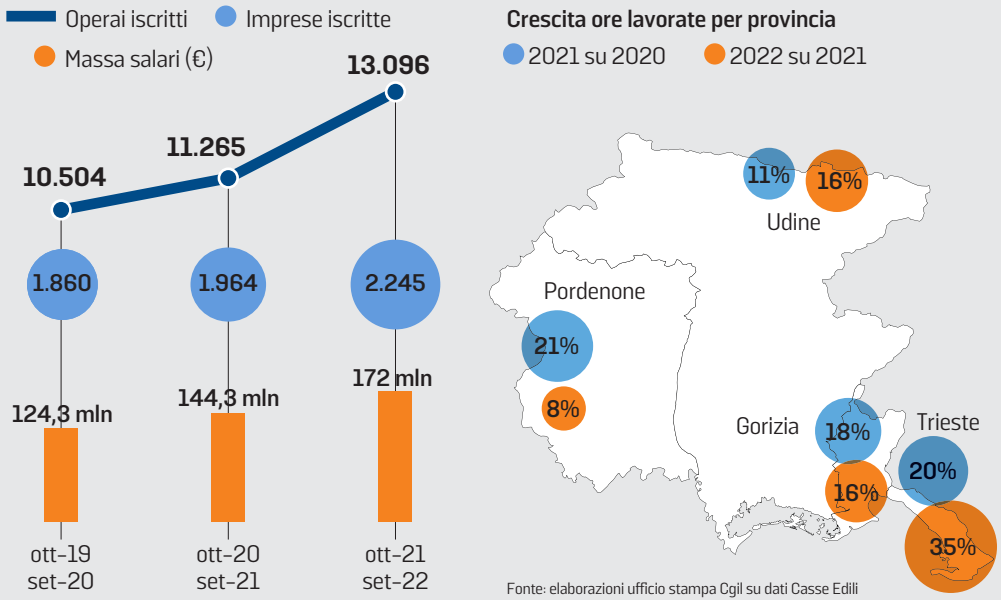 Operai iscritti
Imprese iscritte
Massa salari (€)
13.096
11.265
10.504
1.860
1.964
2.245
124,3 mln
144,3 mln
172 mln
ott-19
set-20
ott-20
set-21
ott-21
set-22
Crescita ore lavorate per provincia
2021 su 2020
2022 su 2021
11%
16%
Udine
Pordenone
21%
8%
Gorizia
18%
16%
Trieste
20%
35%
Fonte: elaborazioni ufficio stampa Cgil su dati Casse Edili